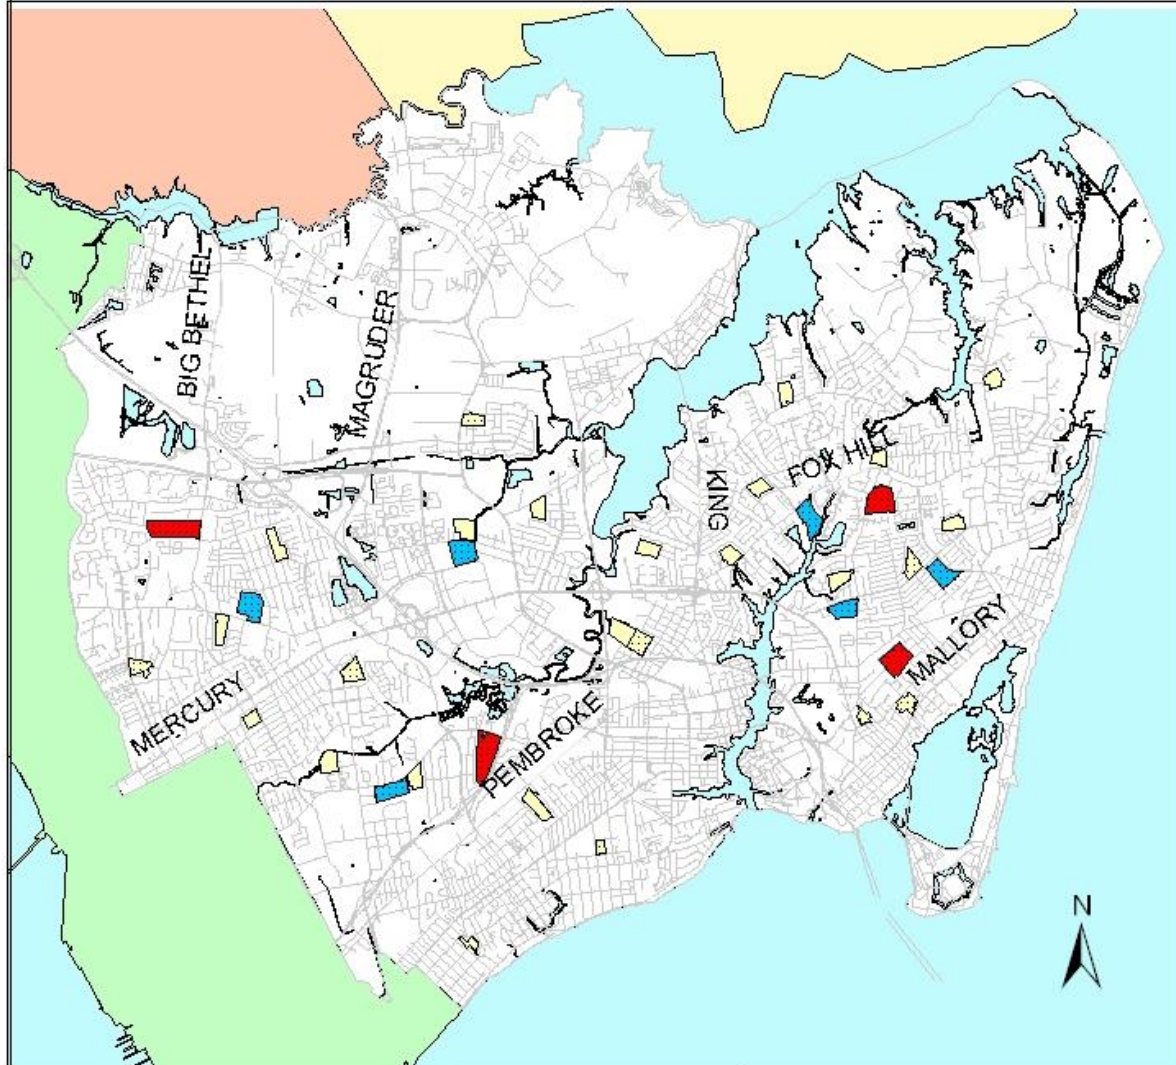 BIG BETHEL
MAGRUDER
KING
FOX HILL
MERCURY
PEMBROKE
MALLORY
N